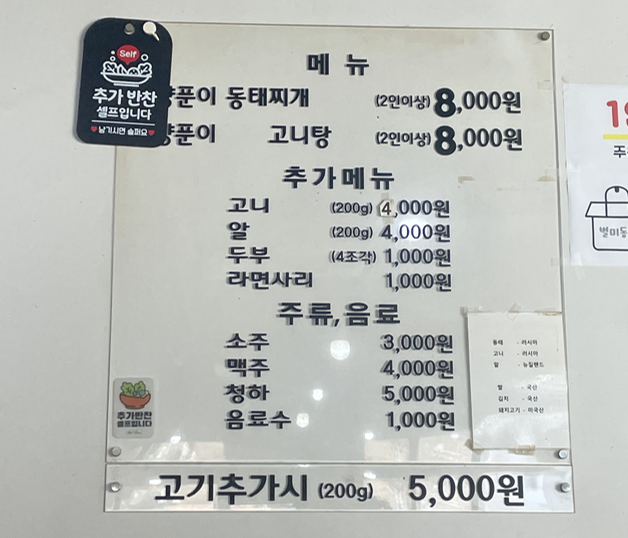 Self
추가 반찬
셀프입니다
♥남기시면 슬퍼요♥
메 뉴
푼이 동태찌개 (2인이상) 8,000원
푼이 고니탕 (2인이상) 8,000원
추가메뉴
고니 (200g) 4,000원
알 (200g) 4,000원
두부 (4조각) 1,000원
라면사리 1,000원
주류,음료
소주 3,000원
맥주 4,000원
청하 5,000원
음료수 1,000원
추가반찬
셀프입니다
동태 - 러시아
고니 - 러시아
알 - 뉴질랜드
쌀 - 국산
김치 - 국산
돼지고기 - 미국산
고기추가시 (200g) 5,000원
별미동